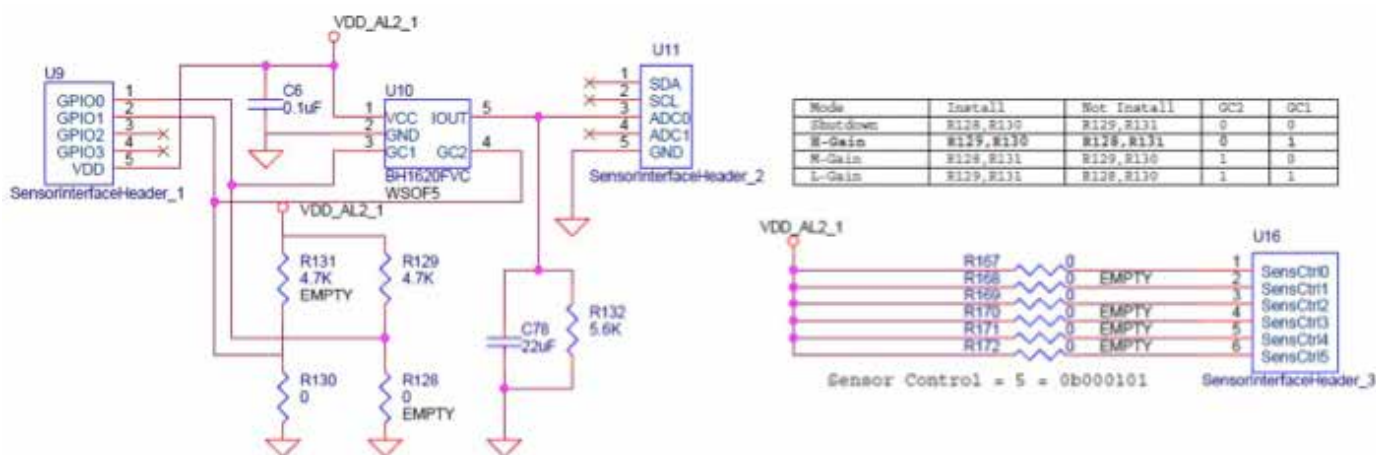 VDD_AL2_1
U9
1
GPIO0
2
GPIO1
3
GPIO2
4
GPIO3
5
VDD
SensorInterfaceHeader_1
C6
0.1uF
U10
1
VCC
IOUT
5
2
GND
3
GC1
GC2
4
BH1620FVC
WSOF5
U11
1
SDA
2
SCL
3
ADC0
4
ADC1
5
GND
SensorInterfaceHeader_2
VDD_AL2_1
R131
4.7K
EMPTY
R129
4.7K
R130
0
R128
0
EMPTY
C78
22uF
R132
5.6K
Mode Install Not Install GC2 GC1
Shutdown R128,R130 R129,R131 0 0
H-Gain R129,R130 R128,R131 0 1
M-Gain R128,R131 R129,R130 1 0
L-Gain R129,R131 R128,R130 1 1
VDD_AL2_1
U16
R167 0 1 SensCtrl0
R168 0 EMPTY 2 SensCtrl1
R169 0 3 SensCtrl2
R170 0 EMPTY 4 SensCtrl3
R171 0 EMPTY 5 SensCtrl4
R172 0 EMPTY 6 SensCtrl5
Sensor Control = 5 = 0b000101
SensorInterfaceHeader_3